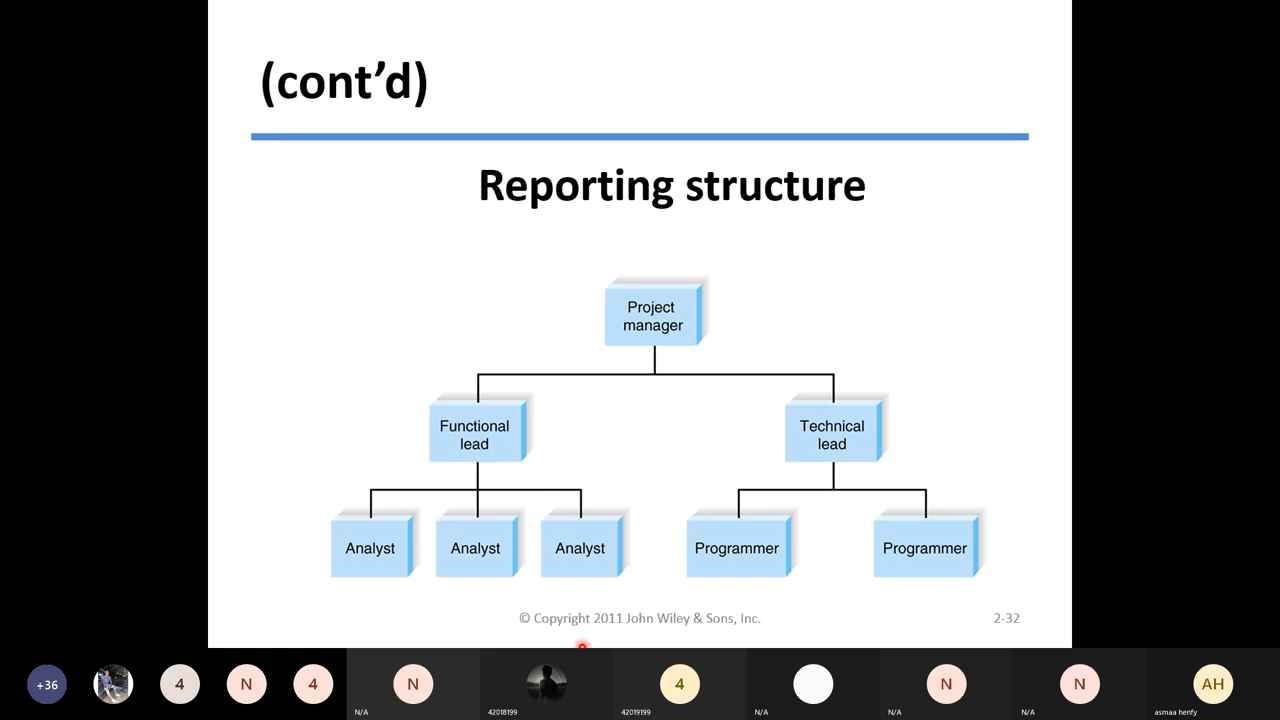 (cont’d)
Reporting structure
Project
manager
Functional
lead
Technical
lead
Analyst
Analyst
Analyst
Programmer
Programmer
© Copyright 2011 John Wiley & Sons, Inc.
2-32
+36
4
N
4
N
4
N
N
AH
N/A
42018199
42019199
N/A
N/A
N/A
asmaa henfy